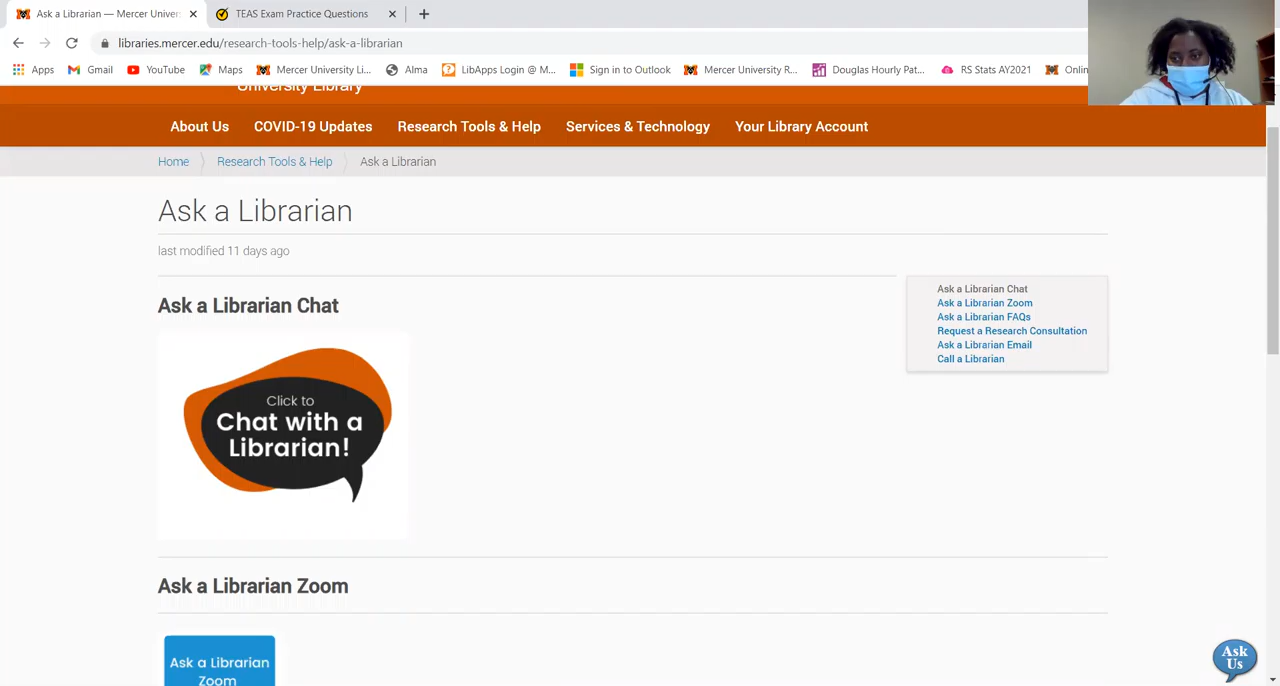 Ask a Librarian — Mercer Univers
TEAS Exam Practice Questions
libraries.mercer.edu/research-tools-help/ask-a-librarian
Apps Gmail YouTube Maps Mercer University Li... Alma LibApps Login @ M... Sign in to Outlook Mercer University R... Douglas Hourly Pat... RS Stats AY2021 Onlin
University Library
About Us COVID-19 Updates Research Tools & Help Services & Technology Your Library Account
Home Research Tools & Help Ask a Librarian
Ask a Librarian
last modified 11 days ago
Ask a Librarian Chat
Click to
Chat with a
Librarian!
Ask a Librarian Chat
Ask a Librarian Zoom
Ask a Librarian FAQs
Request a Research Consultation
Ask a Librarian Email
Call a Librarian
Ask a Librarian Zoom
Ask a Librarian
Zoom
Ask
Us